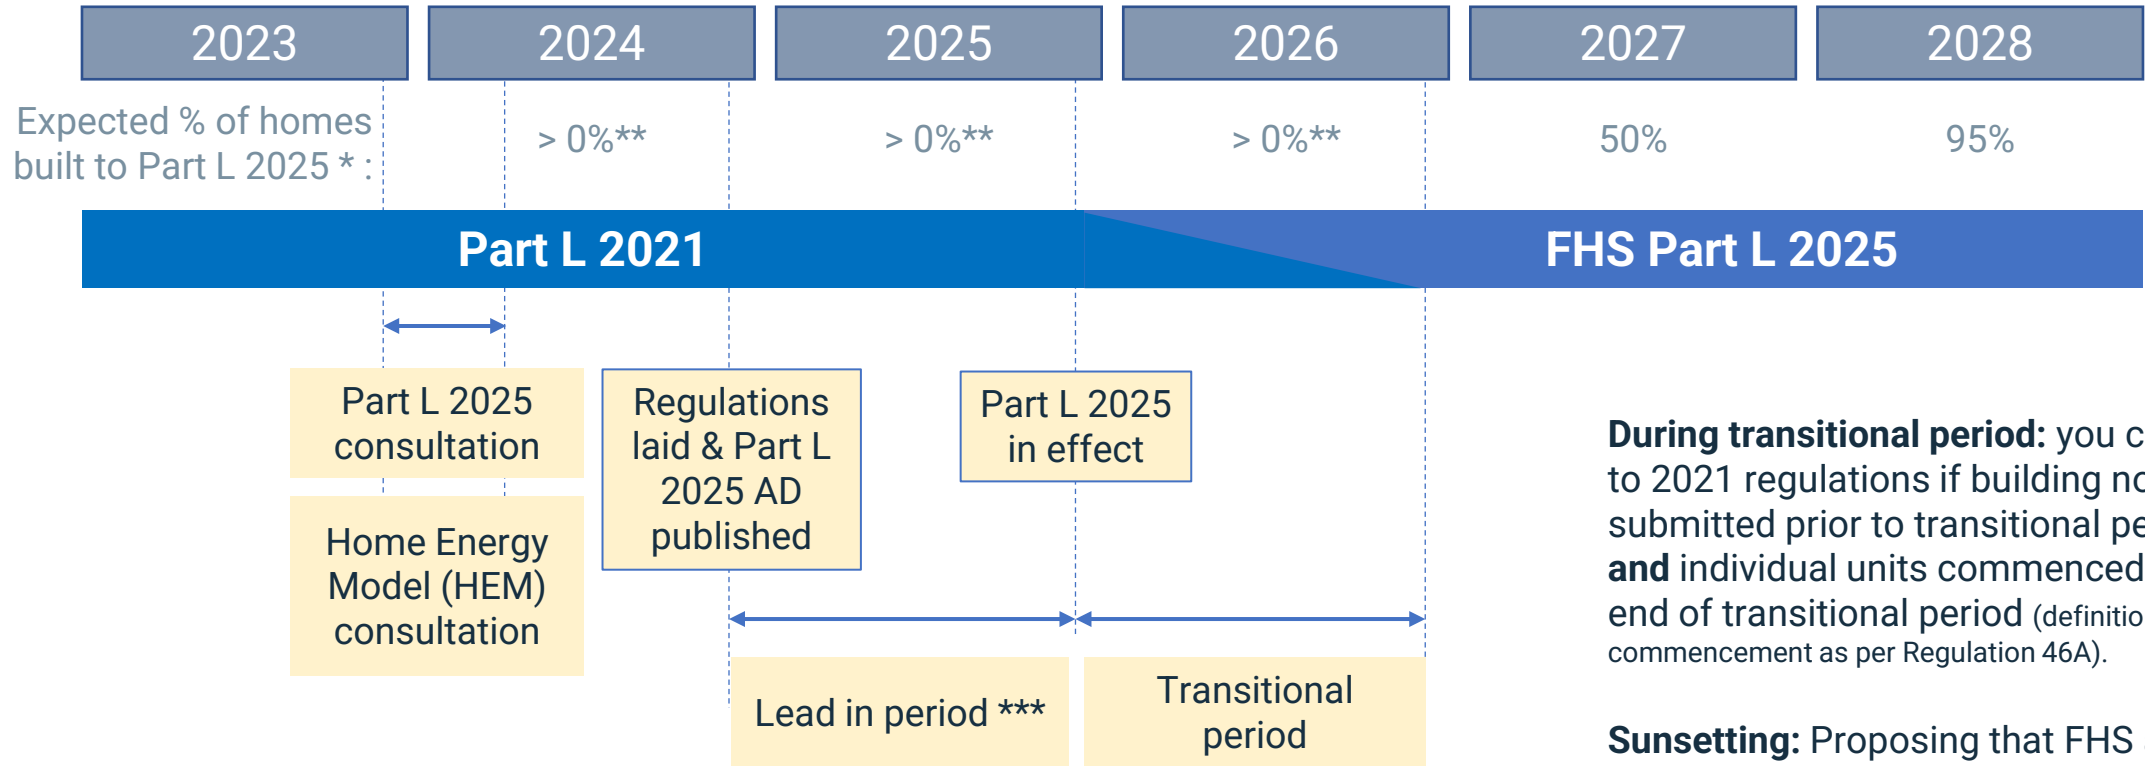 2023
2024
2025
2026
2027
2028
Expected % of homes
built to Part L 2025 * :
> 0%**
> 0%**
> 0%**
50%
95%
Part L 2021
FHS Part L 2025
Part L 2025
consultation
Home Energy
Model (HEM)
consultation
Regulations
laid & Part L
2025 AD
published
Part L 2025
in effect
Lead in period ***
Transitional
period
During transitional period: you
to 2021 regulations if building
submitted prior to transitional
and individual units commenced
end of transitional period
commencement as per Regulation 46A).
Sunsetting: Proposing that FHS